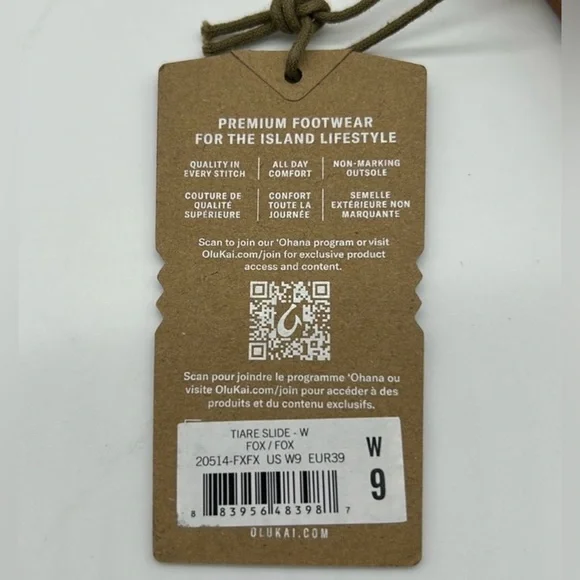 PREMIUM FOOTWEAR
FOR THE ISLAND LIFESTYLE
QUALITY IN
EVERY STITCH
ALL DAY
COMFORT
NON-MARKING
OUTSOLE
COUTURE DE
QUALITÉ
SUPÉRIEURE
CONFORT
TOUTE LA
JOURNÉE
SEMELLE
EXTÉRIEURE NON
MARQUANTE
Scan to join our 'Ohana program or visit
OluKai.com/join for exclusive product
access and content.
Scan pour joindre le programme 'Ohana ou
visite OluKai.com/join pour accéder à des
produits et du contenu exclusifs.
TIARE SLIDE - W
FOX / FOX
20514-FXFX US W9 EUR39
W
9
8 83956 48398 7
OLUKAI.COM